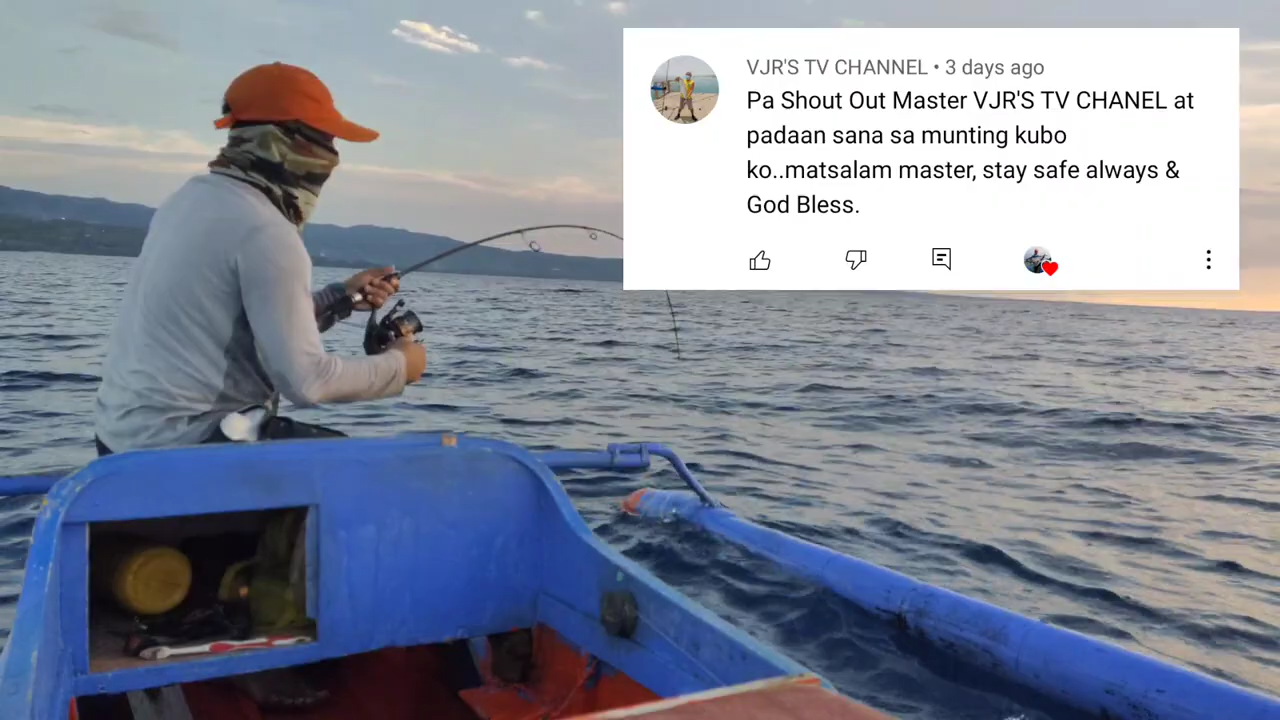 VJR'S TV CHANNEL • 3 days ago
Pa Shout Out Master VJR'S TV CHANEL at
padaan sana sa munting kubo
ko..matsalam master, stay safe always &
God Bless.